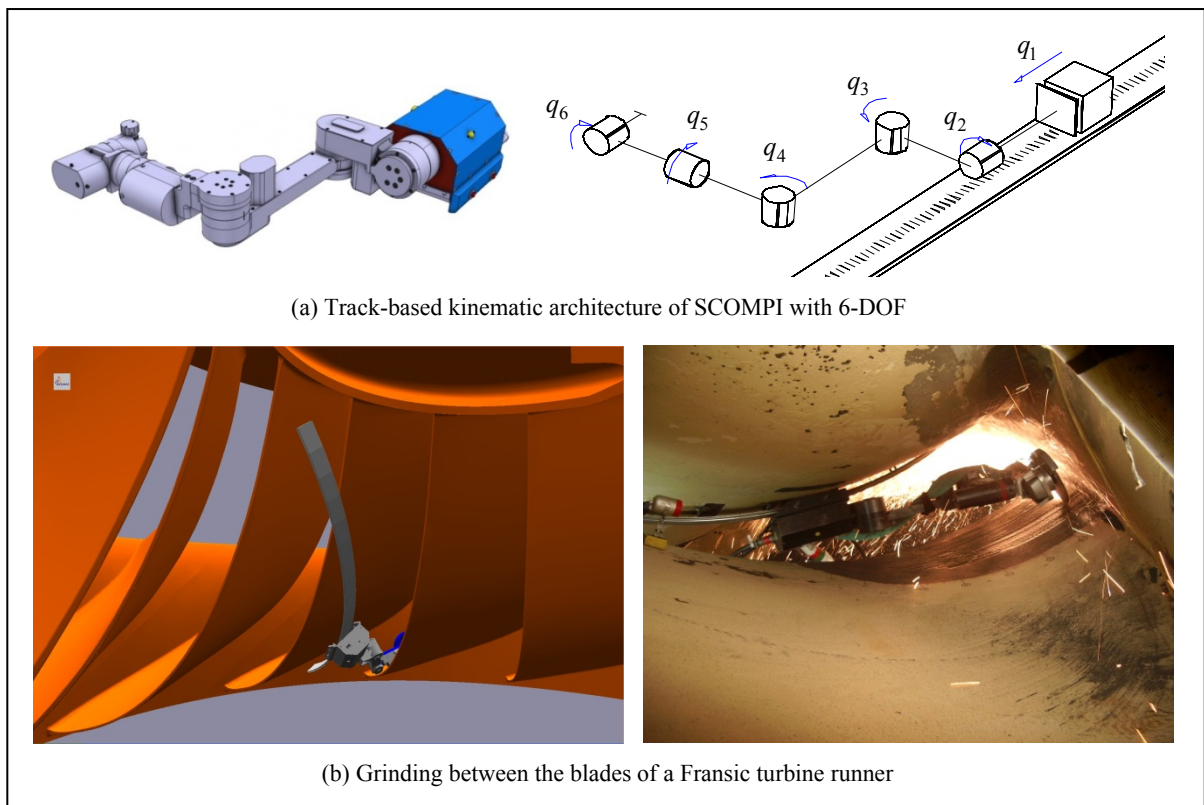 q1
q3
q6
q5
q2
q4
(a) Track-based kinematic architecture of SCOMPI with 6-DOF
(b) Grinding between the blades of a Fransic turbine runner